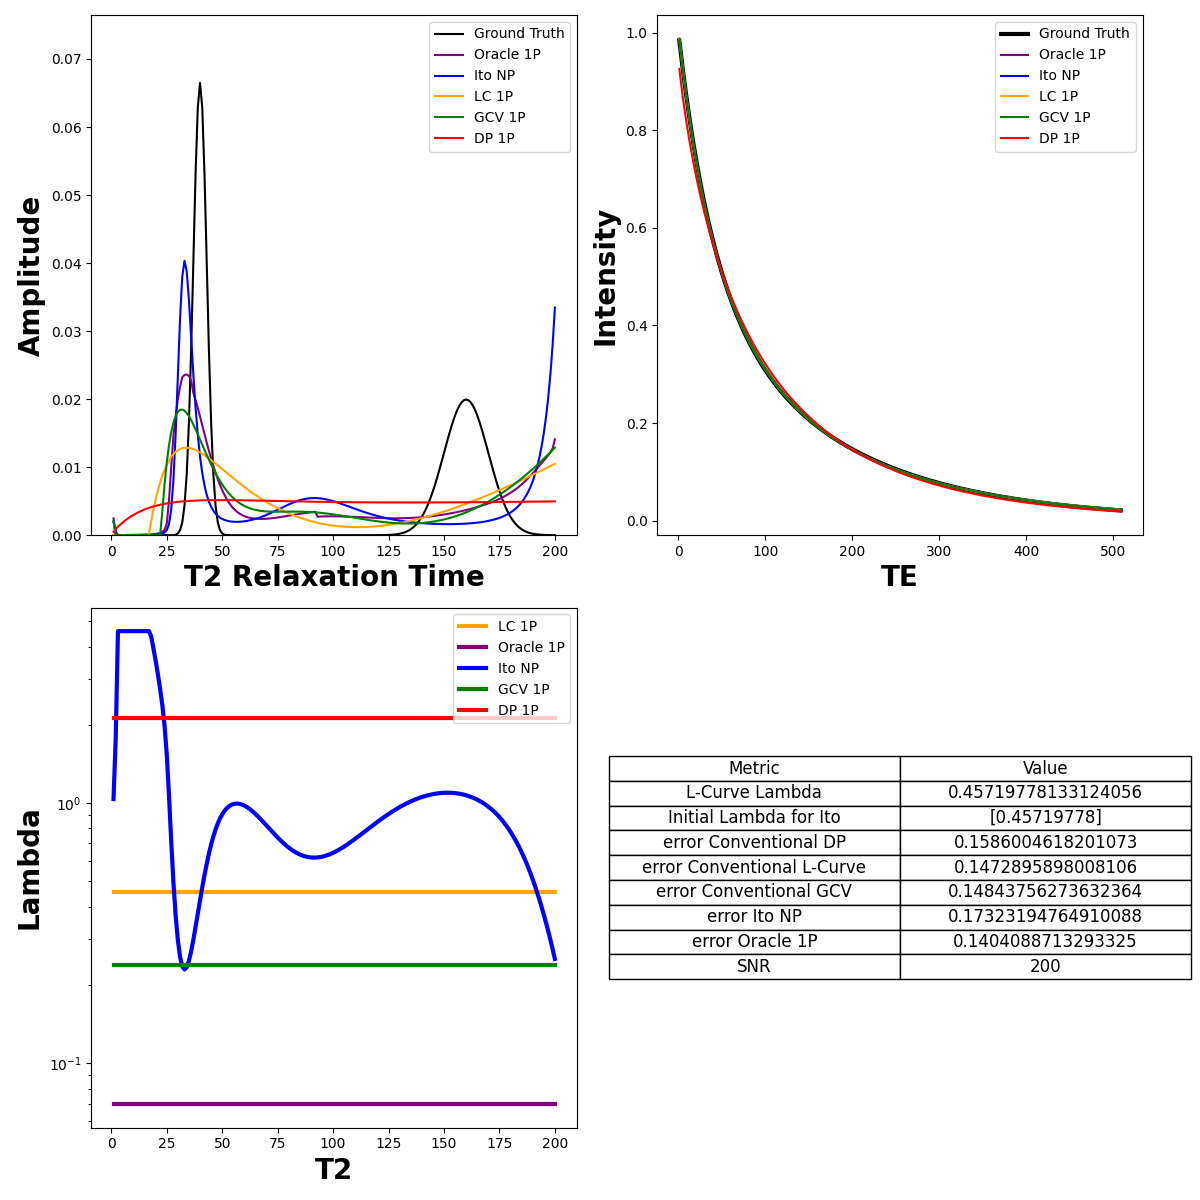 Ground Truth
Oracle 1P
Ito NP
LC 1P
GCV 1P
DP 1P
0.07
0.06
0.05
0.04
0.03
0.02
0.01
0.00
Amplitude
0 25 50 75 100 125 150 175 200
T2 Relaxation Time
Ground Truth
Oracle 1P
Ito NP
LC 1P
GCV 1P
DP 1P
1.0
0.8
0.6
0.4
0.2
0.0
Intensity
0 100 200 300 400 500
TE
LC 1P
Oracle 1P
Ito NP
GCV 1P
DP 1P
10⁰
10⁻¹
Lambda
0 25 50 75 100 125 150 175 200
T2
Metric Value
L-Curve Lambda 0.45719778133124056
Initial Lambda for Ito [0.45719778]
error Conventional DP 0.1586004618201073
error Conventional L-Curve 0.1472895898008106
error Conventional GCV 0.14843756273632364
error Ito NP 0.17323194764910088
error Oracle 1P 0.1404088713293325
SNR 200